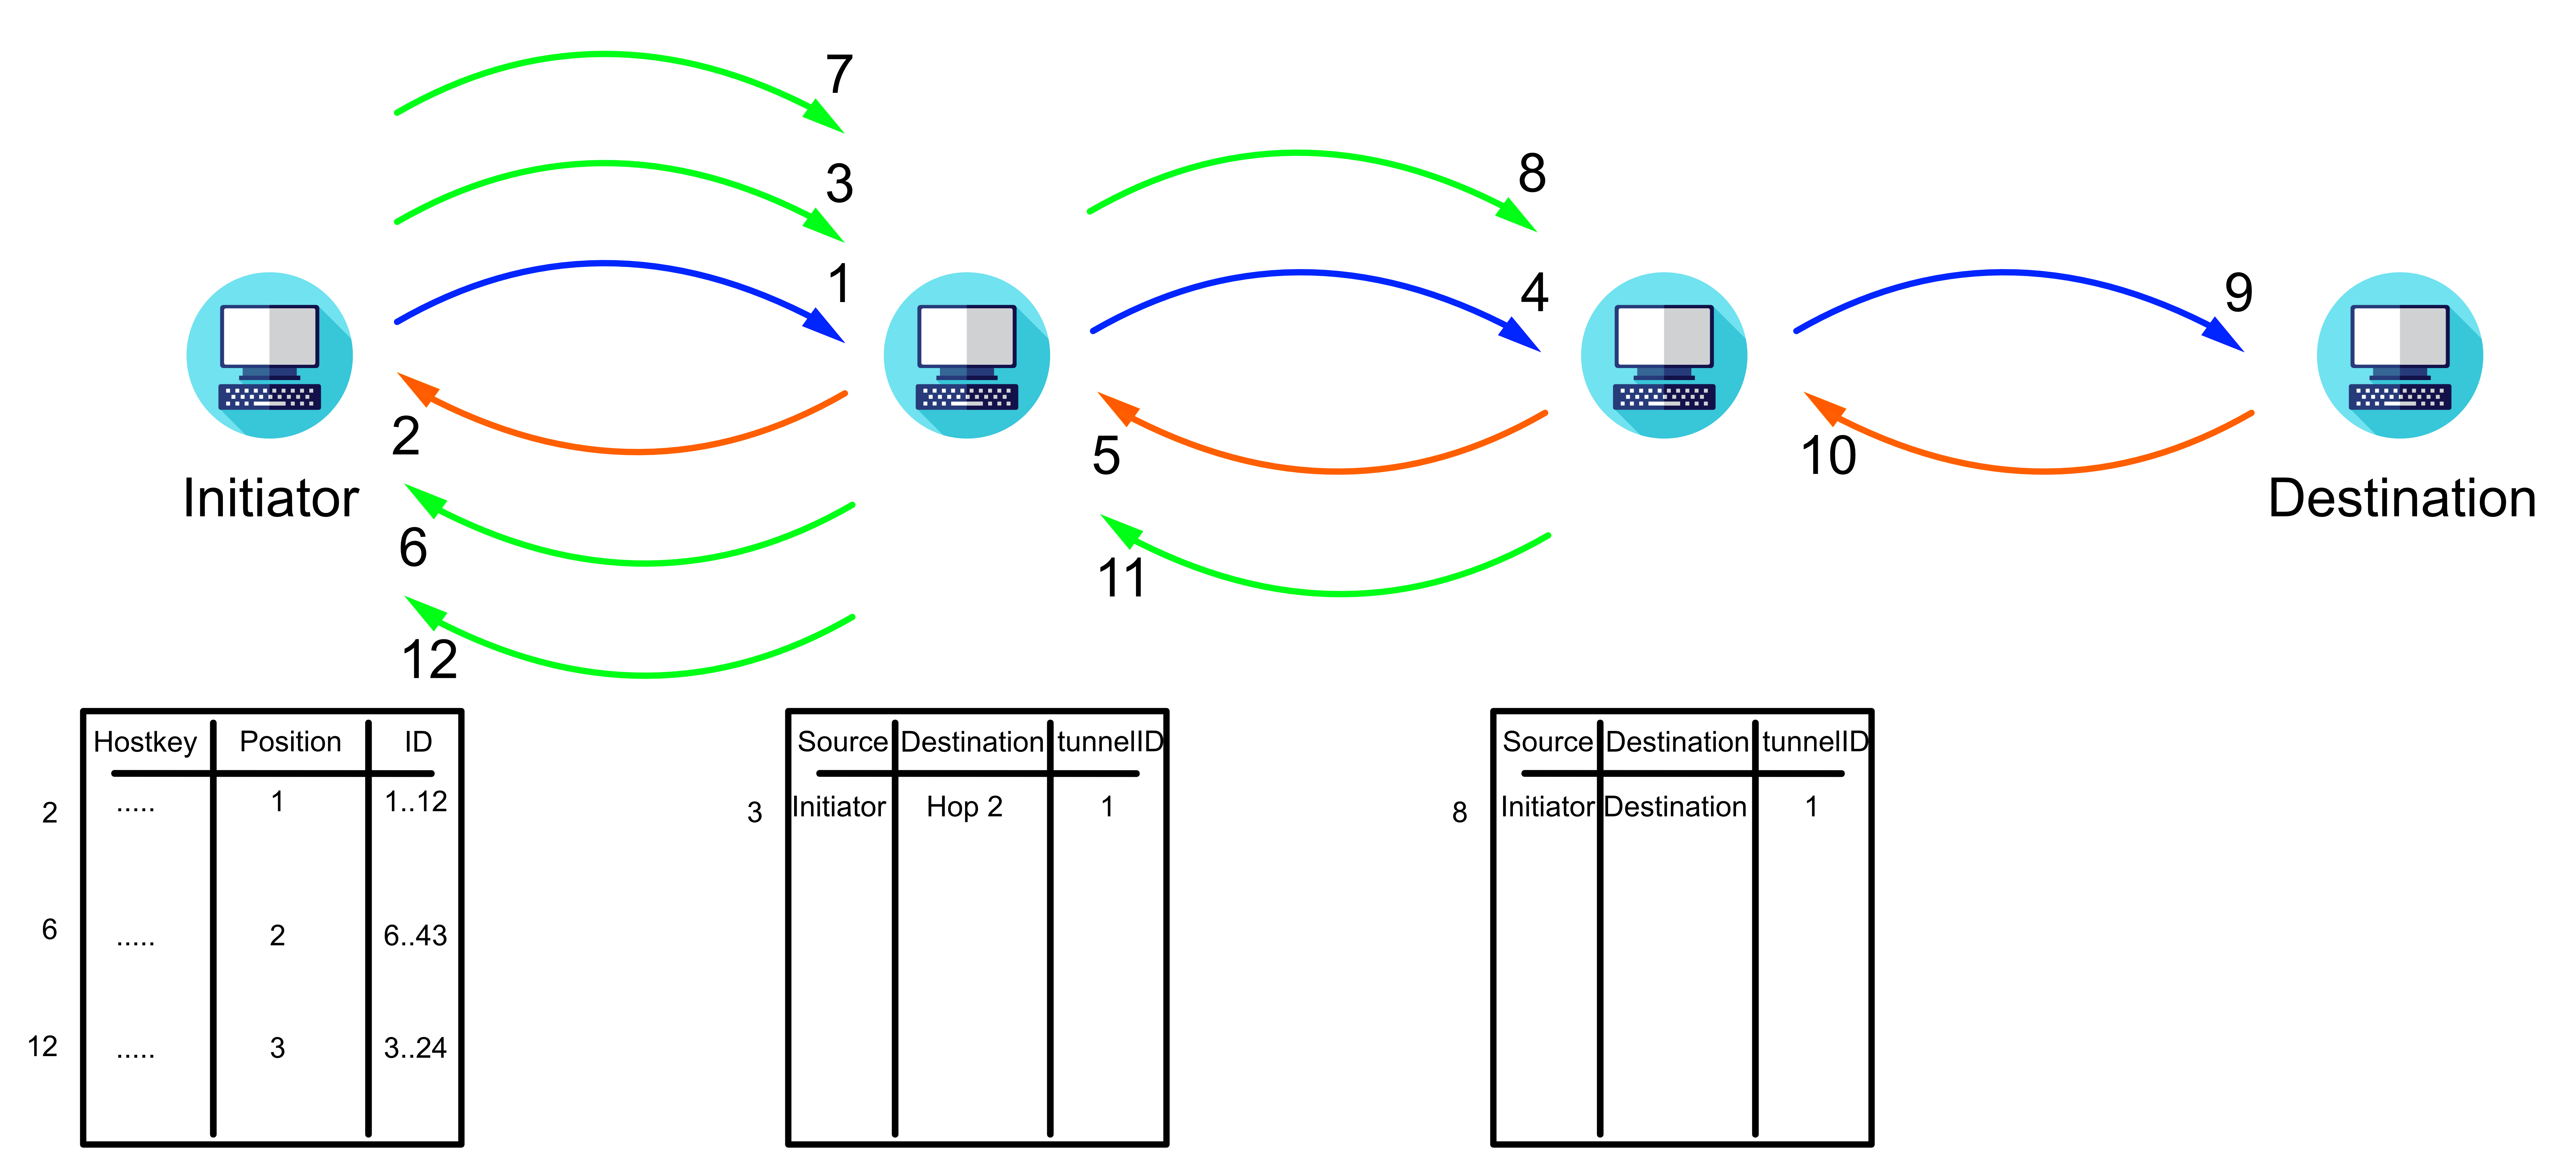 7
3
8
1
4
9
2
5
10
Initiator
Destination
6
11
12
Hostkey Position ID
2 ..... 1 1..12
6 ..... 2 6..43
12 ..... 3 3..24
Source Destination tunnelID
3 Initiator Hop 2 1
Source Destination tunnelID
8 Initiator Destination 1